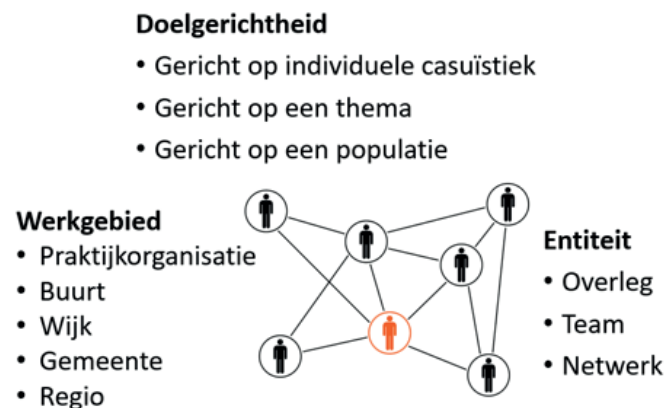 Doelgerichtheid
• Gericht op individuele casuïstiek
• Gericht op een thema
• Gericht op een populatie
Werkgebied
• Praktijkorganisatie
• Buurt
• Wijk
• Gemeente
• Regio
Entiteit
• Overleg
• Team
• Netwerk